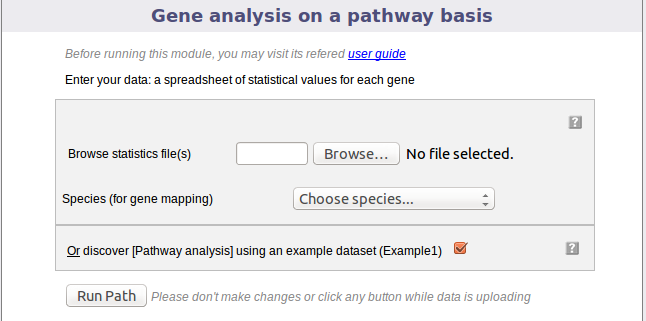 Gene analysis on a pathway basis
Before running this module, you may visit its refered user guide
Enter your data: a spreadsheet of statistical values for each gene
?
Browse statistics file(s) Browse... No file selected.
Species (for gene mapping) Choose species...
Or discover [Pathway analysis] using an example dataset (Example1) ?
Run Path Please don't make changes or click any button while data is uploading